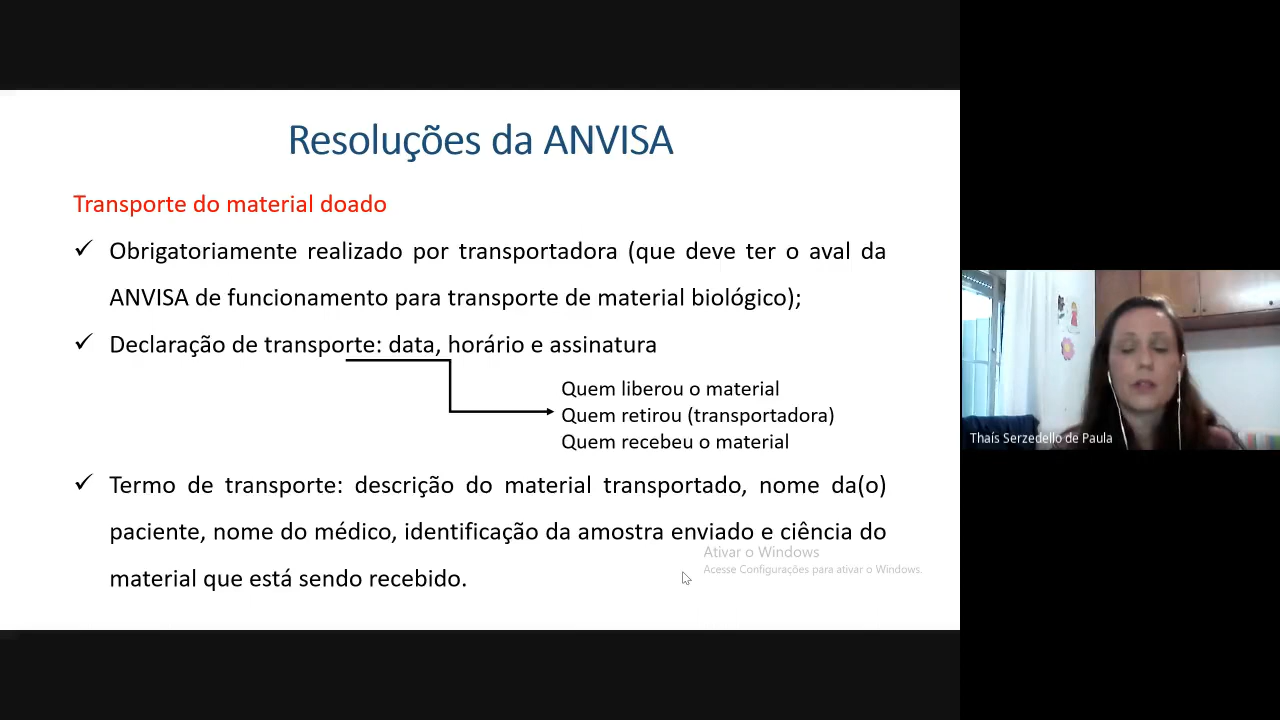 Resoluções da ANVISA
Transporte do material doado
✓ Obrigatoriamente realizado por transportadora (que deve ter o aval da
ANVISA de funcionamento para transporte de material biológico);
✓ Declaração de transporte: data, horário e assinatura
Quem liberou o material
Quem retirou (transportadora)
Quem recebeu o material
✓ Termo de transporte: descrição do material transportado, nome da(o)
paciente, nome do médico, identificação da amostra enviado e ciência do
material que está sendo recebido.
Ativar o Windows
Acesse Configurações para ativar o Windows.
Thaís Serzedello de Paula